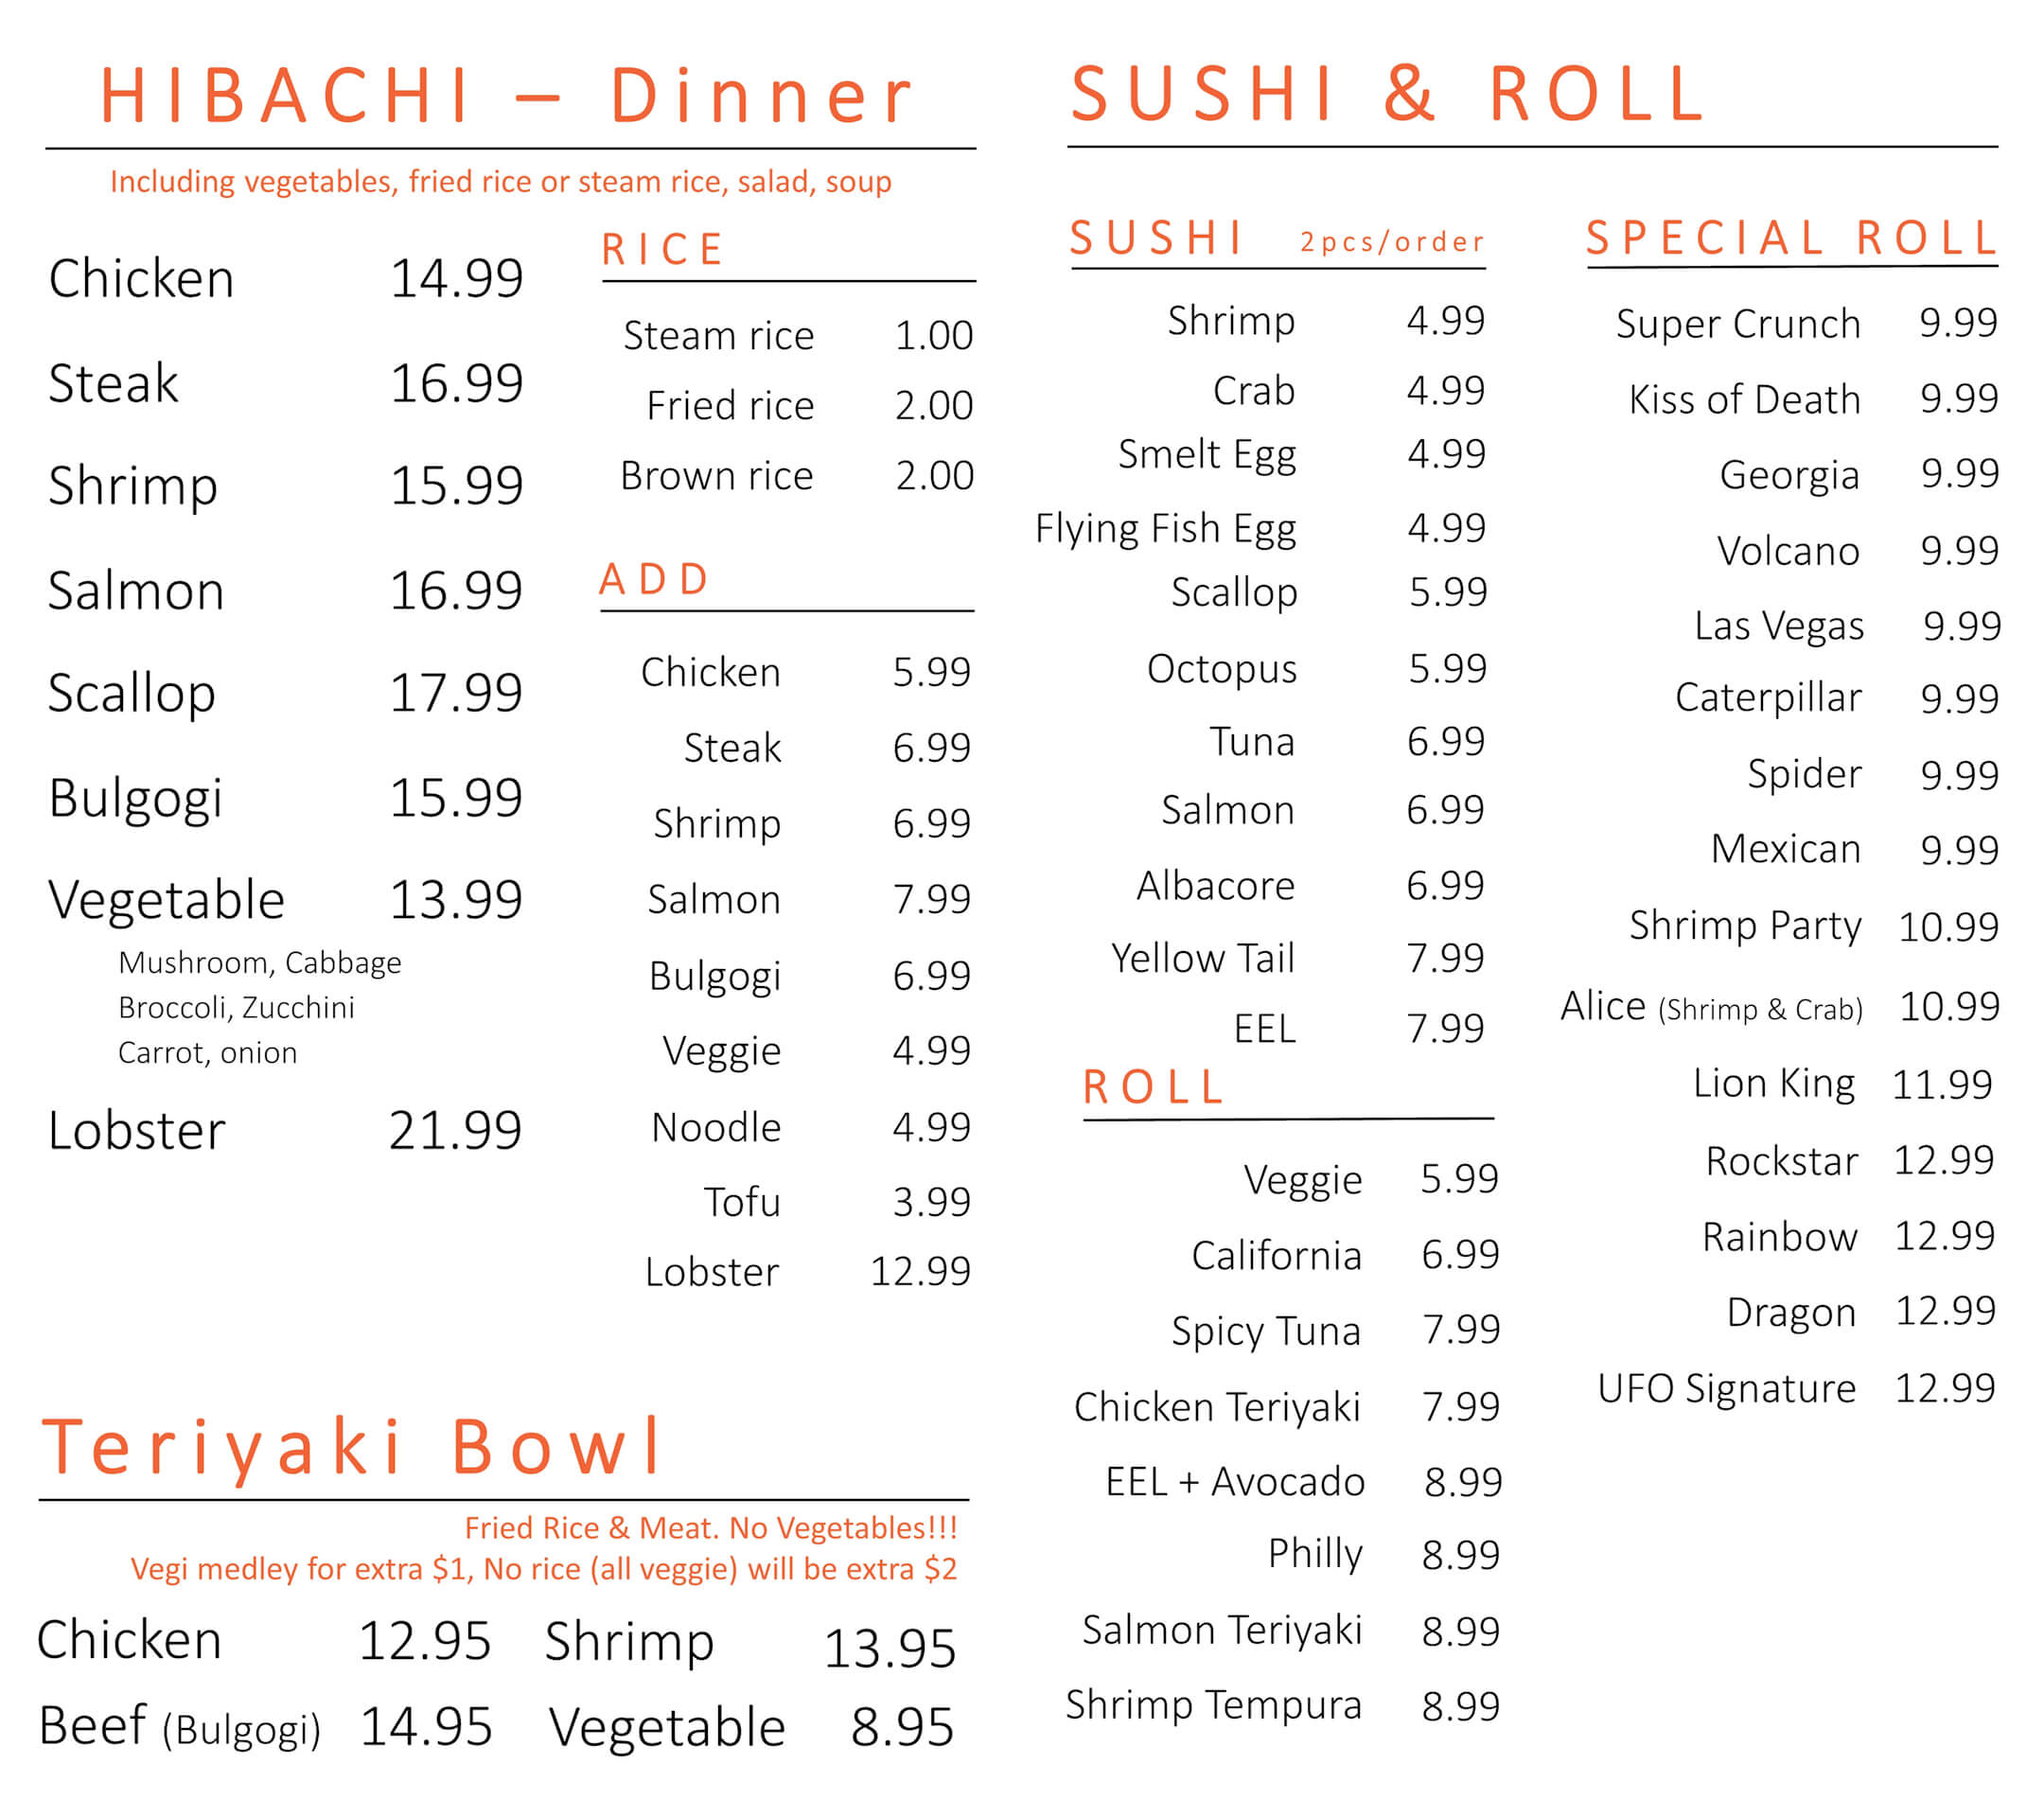 HIBACHI – Dinner
Including vegetables, fried rice or steam rice, salad, soup
Chicken 14.99
Steak 16.99
Shrimp 15.99
Salmon 16.99
Scallop 17.99
Bulgogi 15.99
Vegetable 13.99
Mushroom, Cabbage
Broccoli, Zucchini
Carrot, onion
Lobster 21.99
RICE
Steam rice 1.00
Fried rice 2.00
Brown rice 2.00
ADD
Chicken 5.99
Steak 6.99
Shrimp 6.99
Salmon 7.99
Bulgogi 6.99
Veggie 4.99
Noodle 4.99
Tofu 3.99
Lobster 12.99
Teriyaki Bowl
Fried Rice & Meat. No Vegetables!!!
Vegi medley for extra $1, No rice (all veggie) will be extra $2
Chicken 12.95 Shrimp 13.95
Beef (Bulgogi) 14.95 Vegetable 8.95
SUSHI & ROLL
SUSHI 2pcs/order
Shrimp 4.99
Crab 4.99
Smelt Egg 4.99
Flying Fish Egg 4.99
Scallop 5.99
Octopus 5.99
Tuna 6.99
Salmon 6.99
Albacore 6.99
Yellow Tail 7.99
EEL 7.99
ROLL
Veggie 5.99
California 6.99
Spicy Tuna 7.99
Chicken Teriyaki 7.99
EEL + Avocado 8.99
Philly 8.99
Salmon Teriyaki 8.99
Shrimp Tempura 8.99
SPECIAL ROLL
Super Crunch 9.99
Kiss of Death 9.99
Georgia 9.99
Volcano 9.99
Las Vegas 9.99
Caterpillar 9.99
Spider 9.99
Mexican 9.99
Shrimp Party 10.99
Alice (Shrimp & Crab) 10.99
Lion King 11.99
Rockstar 12.99
Rainbow 12.99
Dragon 12.99
UFO Signature 12.99